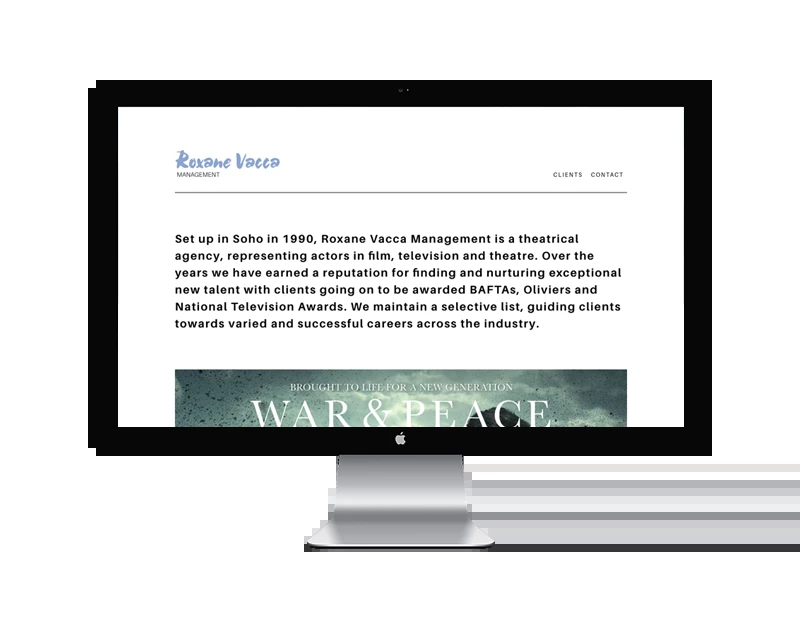 Roxane Vacca
MANAGEMENT
CLIENTS CONTACT
Set up in Soho in 1990, Roxane Vacca Management is a theatrical
agency, representing actors in film, television and theatre. Over the
years we have earned a reputation for finding and nurturing exceptional
new talent with clients going on to be awarded BAFTAs, Oliviers and
National Television Awards. We maintain a selective list, guiding clients
towards varied and successful careers across the industry.
BROUGHT TO LIFE FOR A NEW GENERATION
WAR & PEACE